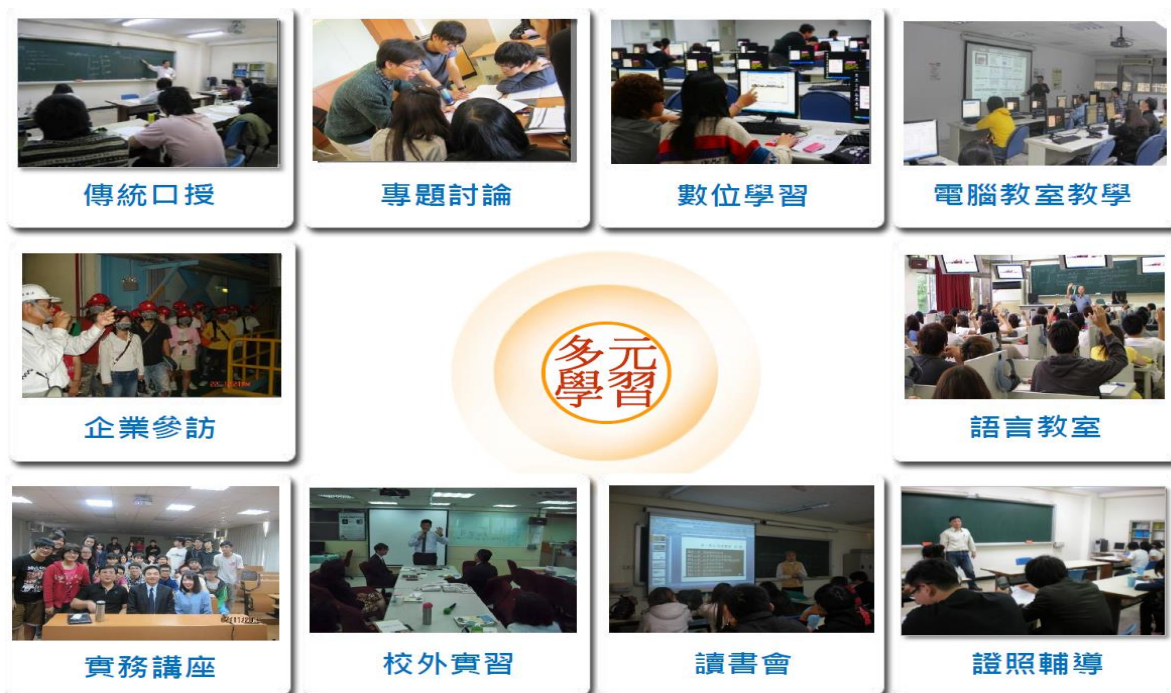 傳統口授
專題討論
數位學習
電腦教室教學
企業參訪
多元
學習
語言教室
實務講座
校外實習
讀書會
證照輔導